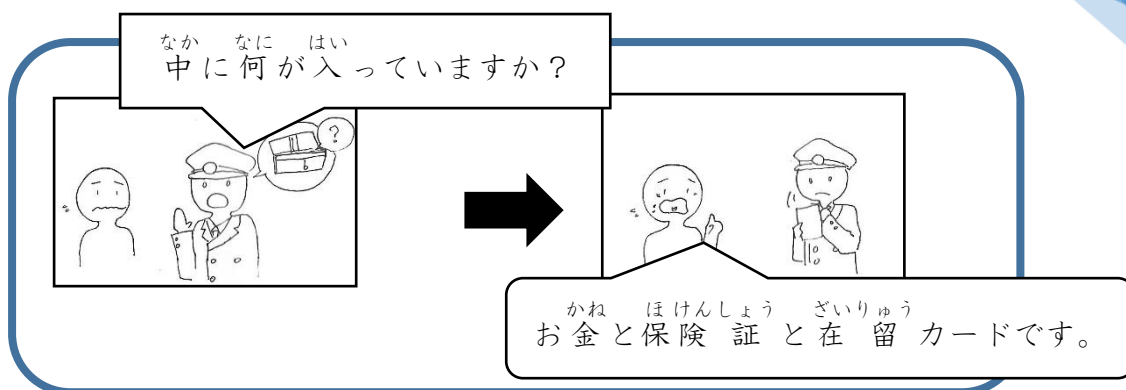 なか なに はい
中に何が入っていますか？
?
かね ほけんしょう ざいりゅう
お金と保険証と在留カードです。